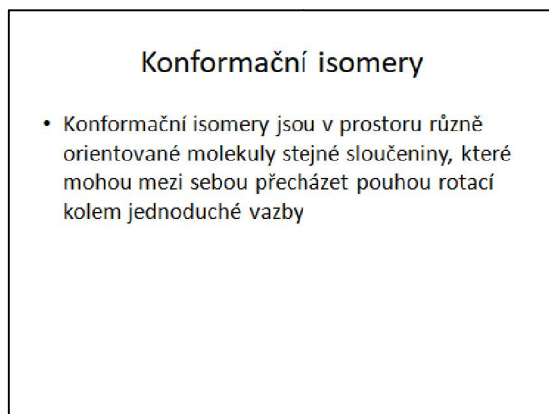 Konformační isomery
• Konformační isomery jsou v prostoru různě
orientované molekuly stejné sloučeniny, které
mohou mezi sebou přecházet pouhou rotací
kolem jednoduché vazby